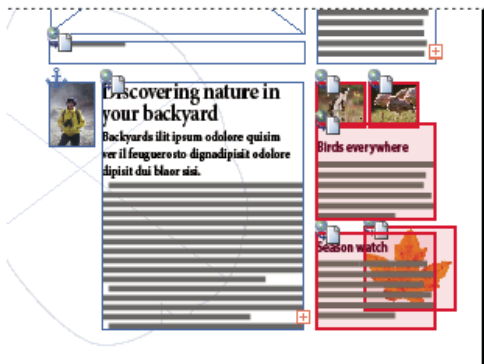 Discovering nature in
your backyard
Backyards ilit ipsum odolore quisim
ver il feuguerosto dignadipisit odolore
dipisit dui blaor sisi.
Birds everywhere
Season watch